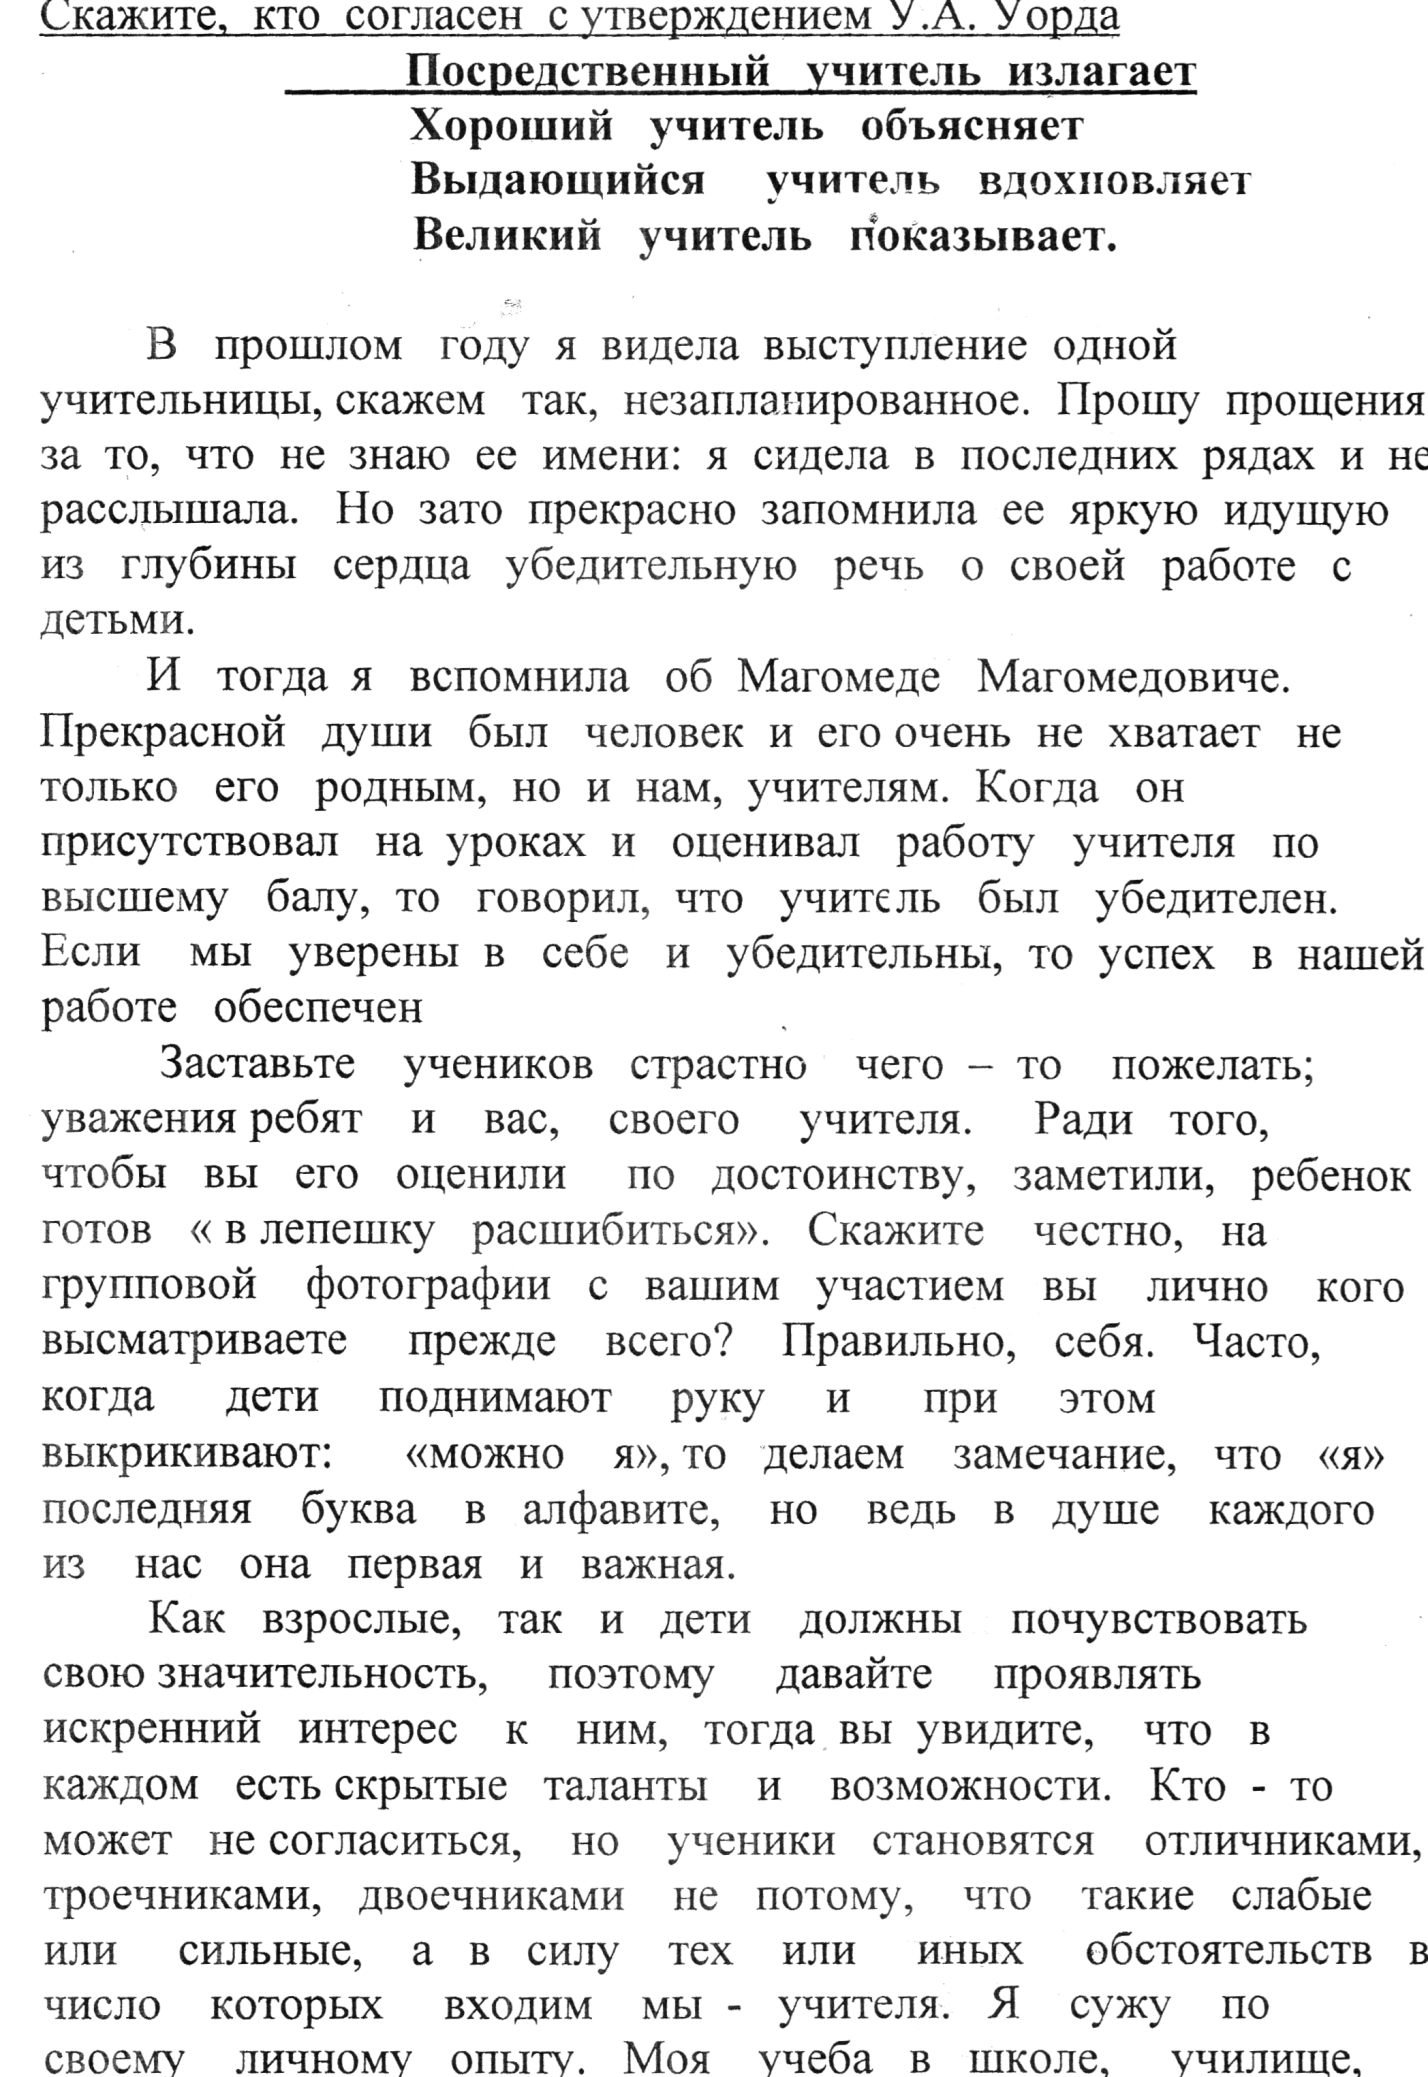 Скажите, кто согласен с утверждением У.А. Уорда
Посредственный учитель излагает
Хороший учитель объясняет
Выдающийся учитель вдохновляет
Великий учитель показывает.
В прошлом году я видела выступление одной
учительницы, скажем так, незапланированное. Прошу прощения
за то, что не знаю ее имени: я сидела в последних рядах и не
расслышала. Но зато прекрасно запомнила ее яркую идущую
из глубины сердца убедительную речь о своей работе с
детьми.
И тогда я вспомнила об Магомеде Магомедовиче.
Прекрасной души был человек и его очень не хватает не
только его родным, но и нам, учителям. Когда он
присутствовал на уроках и оценивал работу учителя по
высшему балу, то говорил, что учитель был убедителен.
Если мы уверены в себе и убедительны, то успех в нашей
работе обеспечен
Заставьте учеников страстно чего – то пожелать;
уважения ребят и вас, своего учителя. Ради того,
чтобы вы его оценили по достоинству, заметили, ребенок
готов « в лепешку расшибиться». Скажите честно, на
групповой фотографии с вашим участием вы лично кого
высматриваете прежде всего? Правильно, себя. Часто,
когда дети поднимают руку и при этом
выкрикивают: «можно я», то делаем замечание, что «я»
последняя буква в алфавите, но ведь в душе каждого
из нас она первая и важная.
Как взрослые, так и дети должны почувствовать
свою значительность, поэтому давайте проявлять
искренний интерес к ним, тогда вы увидите, что в
каждом есть скрытые таланты и возможности. Кто - то
может не согласиться, но ученики становятся отличниками,
троечниками, двоечниками не потому, что такие слабые
или сильные, а в силу тех или иных обстоятельств в
число которых входим мы - учителя. Я сужу по
своему личному опыту. Моя учеба в школе, училище,